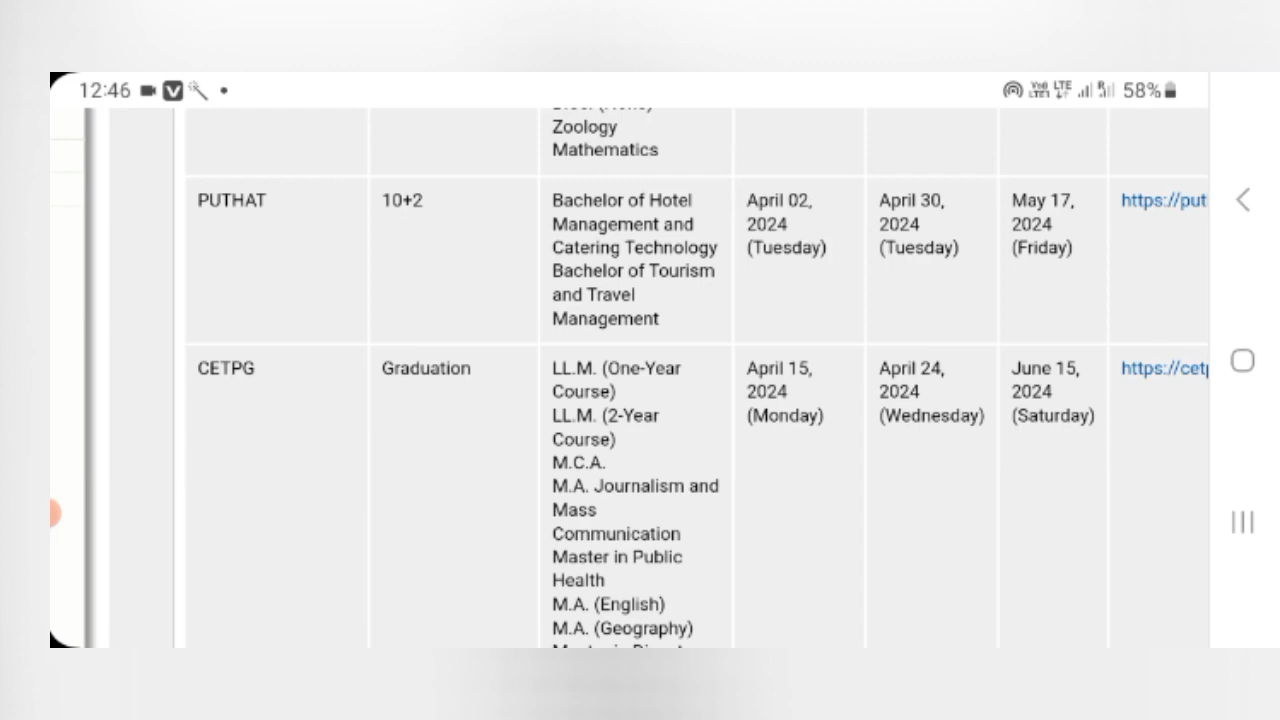 12:46
58%
Zoology
Mathematics
PUTHAT
10+2
Bachelor of Hotel
Management and
Catering Technology
Bachelor of Tourism
and Travel
Management
April 02,
2024
(Tuesday)
April 30,
2024
(Tuesday)
May 17,
2024
(Friday)
https://put
CETPG
Graduation
LL.M. (One-Year
Course)
LL.M. (2-Year
Course)
M.C.A.
M.A. Journalism and
Mass
Communication
Master in Public
Health
M.A. (English)
M.A. (Geography)
April 15,
2024
(Monday)
April 24,
2024
(Wednesday)
June 15,
2024
(Saturday)
https://cet